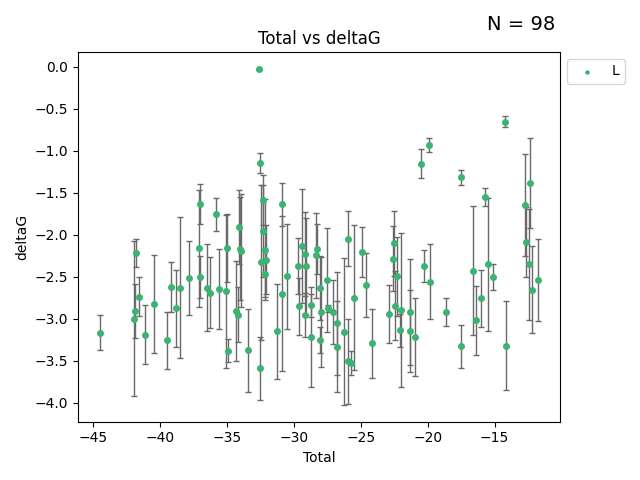 N = 98
Total vs deltaG
L
deltaG
0.0
−0.5
−1.0
−1.5
−2.0
−2.5
−3.0
−3.5
−4.0
−45 −40 −35 −30 −25 −20 −15
Total